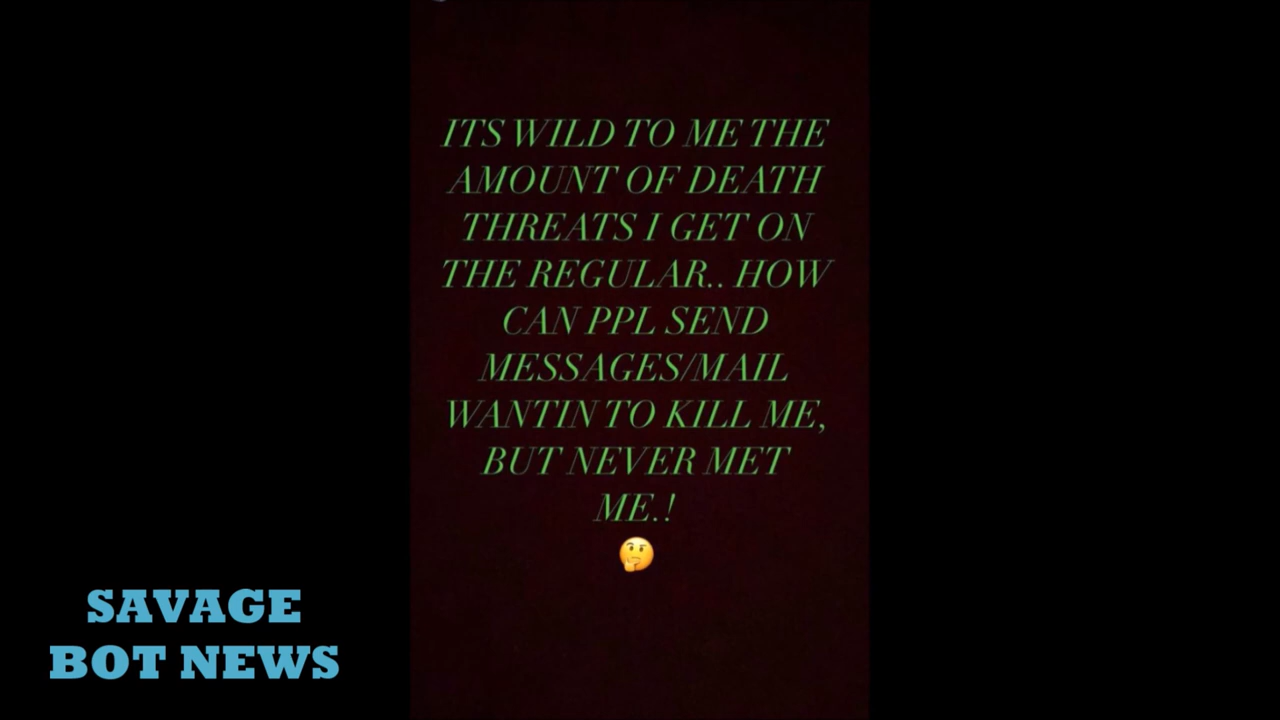 ITS WILD TO ME THE
AMOUNT OF DEATH
THREATS I GET ON
THE REGULAR.. HOW
CAN PPL SEND
MESSAGES/MAIL
WANTIN TO KILL ME,
BUT NEVER MET
ME.!
🤔
SAVAGE
BOT NEWS